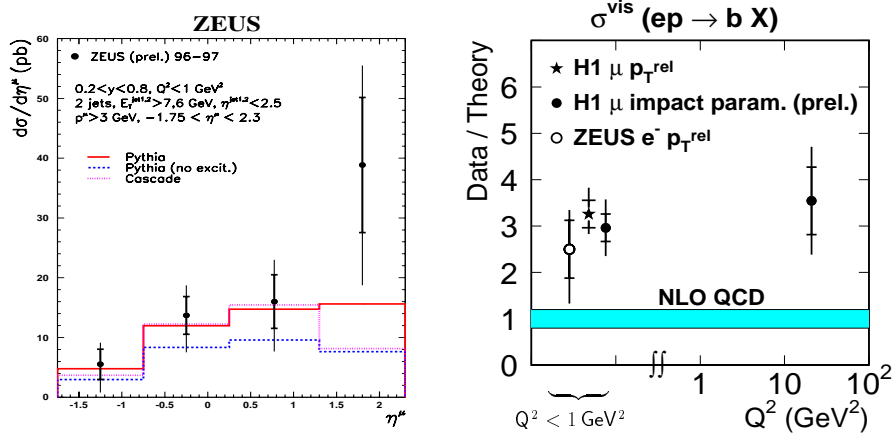 ZEUS
dσ/dη^μ (pb)
60
50
40
30
20
10
0
ZEUS (prel.) 96-97
0.2<y<0.8, Q²<1 GeV²
2 jets, E_T^jet1,2>7,6 GeV, η^jet1,2<2.5
p^μ>3 GeV, -1.75 < η^μ < 2.3
Pythia
Pythia (no excit.)
Cascade
-1.5 -1 -0.5 0 0.5 1 1.5 2
η^μ
σ^vis (ep → b X)
Data / Theory
6
5
4
3
2
1
0
H1 μ p_T^rel
H1 μ impact param. (prel.)
ZEUS e^- p_T^rel
NLO QCD
1 10 10²
Q² < 1 GeV²
Q² (GeV²)